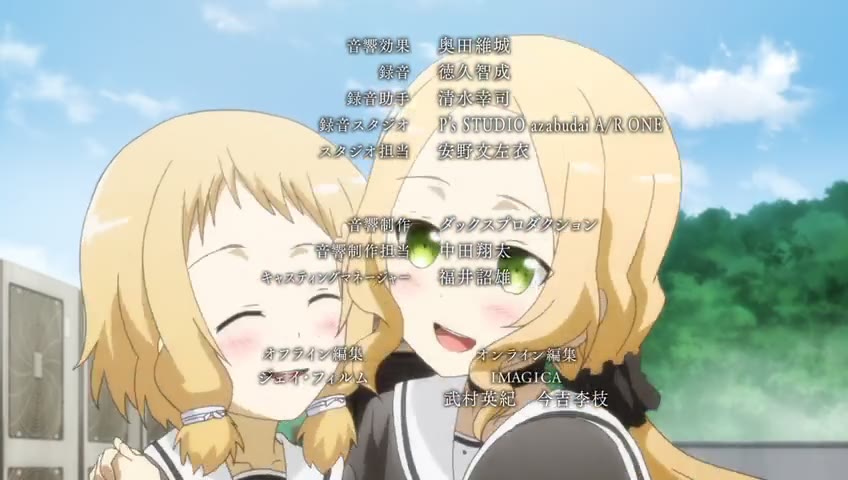 音響効果 奥田維城
録音 徳久智成
録音助手 清水幸司
録音スタジオ P's STUDIO azabudai A/R ONE
スタジオ担当 安野文左衣
音響制作 ダックスプロダクション
音響制作担当 中田翔太
キャスティングマネージャー 福井詔雄
オフライン編集 オンライン編集
ジェイ・フィルム IMAGICA
武村英紀 今吉李枝